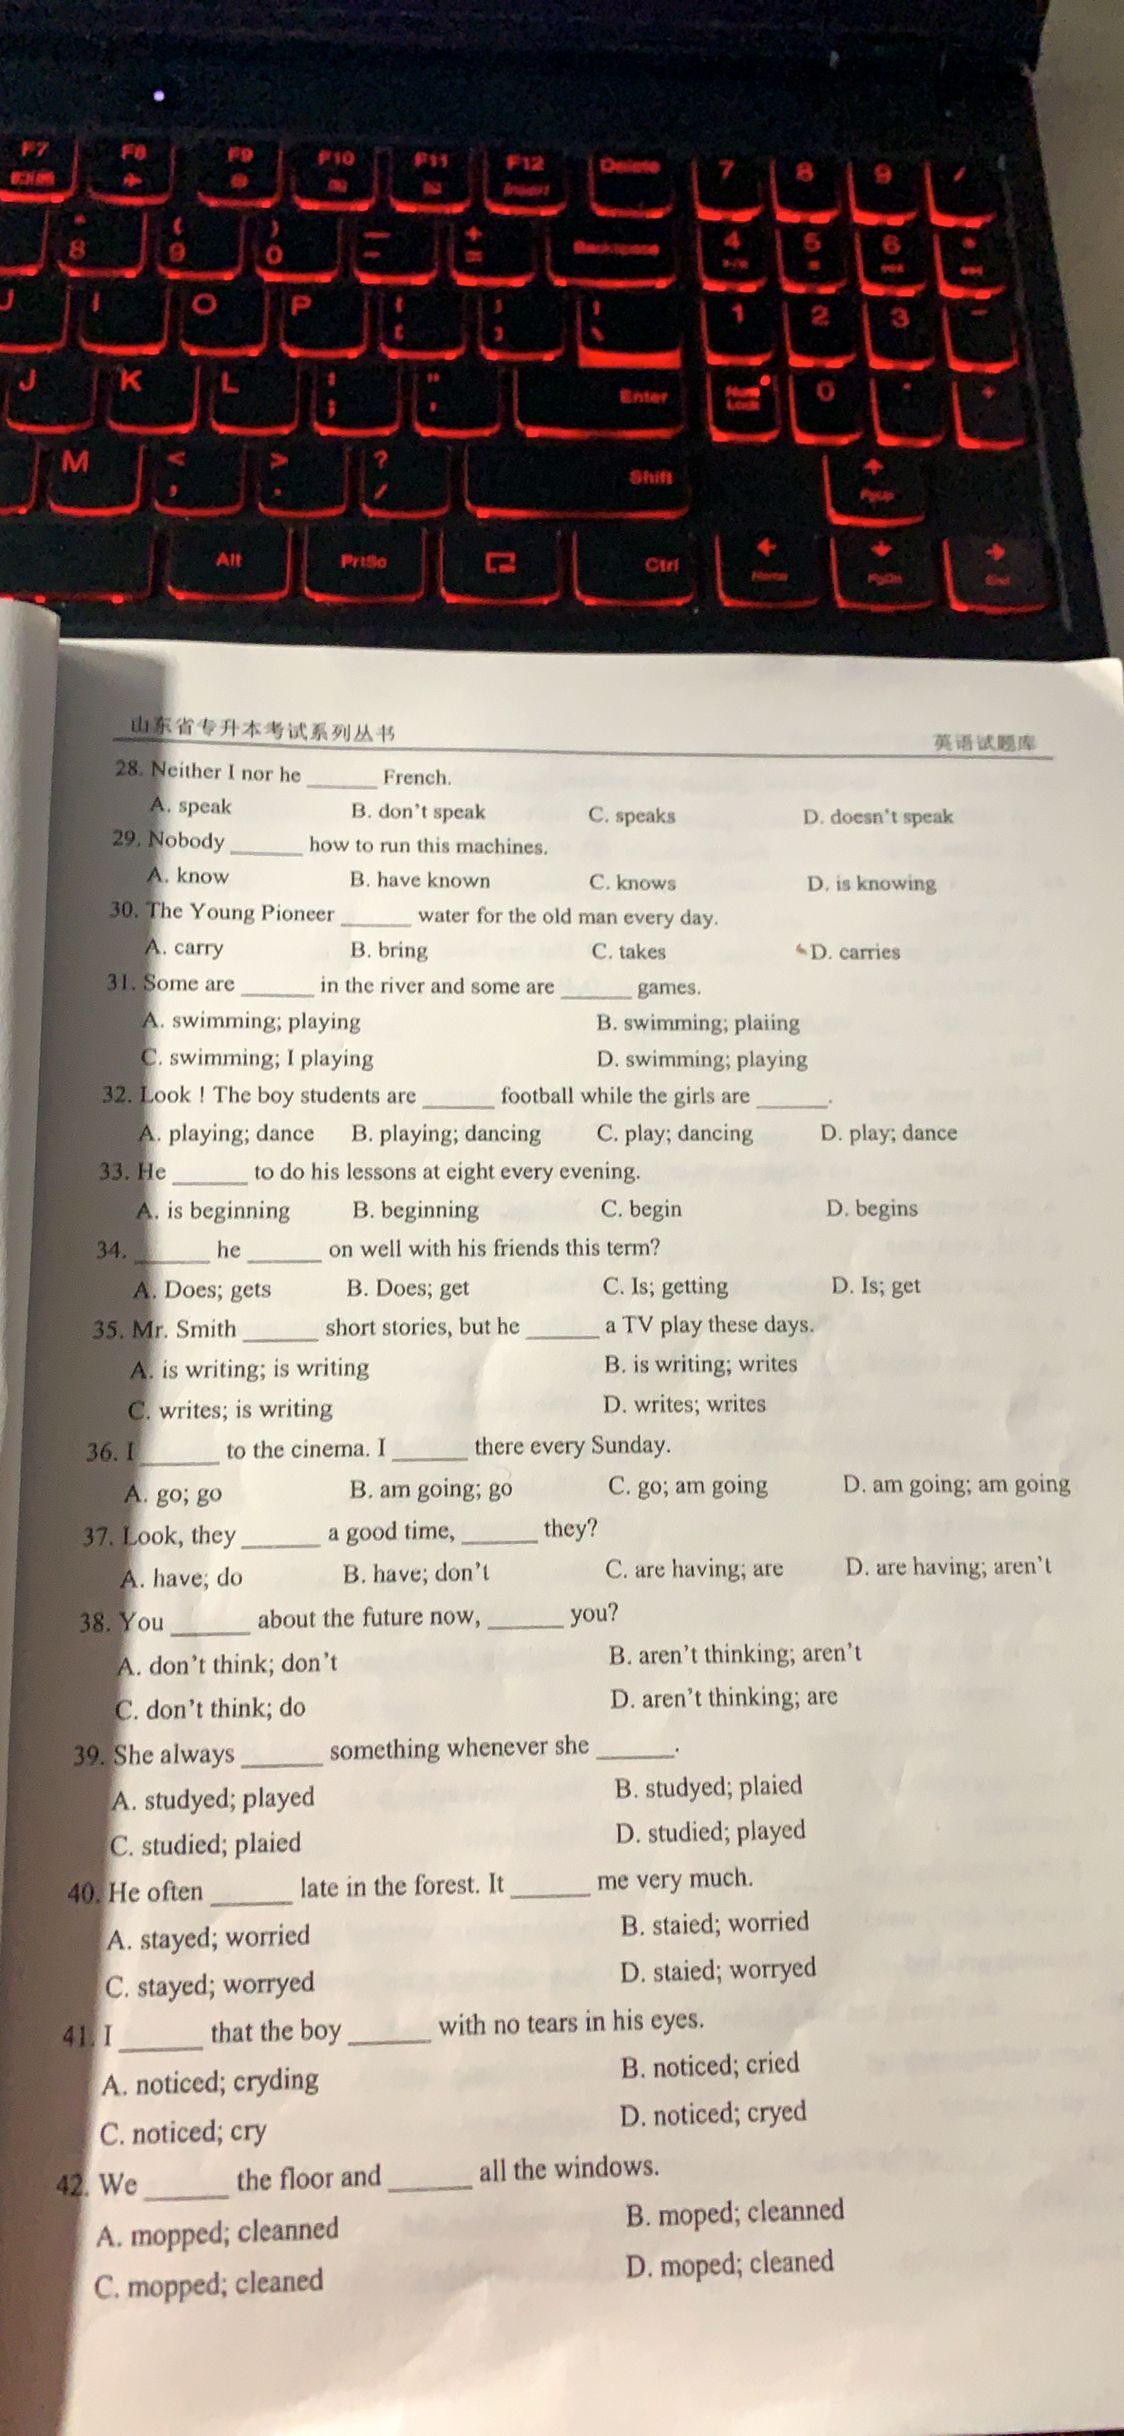 F7 F8 F9 F10 F11 F12 Delete 7 8 9 /
* 8 ( 9 ) 0 — + = Backspace 4 5 6 *
J I O P { [ } ] | \ 1 2 3 -
J K L : ; " ' Enter Num Lock 0 . +
M < , > . ? / Shift PgUp
Alt PrtSc Ctrl Home PgDn End
山东省专升本考试系列丛书 英语试题库
28. Neither I nor he ______ French.
A. speak B. don't speak C. speaks D. doesn't speak
29. Nobody ______ how to run this machines.
A. know B. have known C. knows D. is knowing
30. The Young Pioneer ______ water for the old man every day.
A. carry B. bring C. takes D. carries
31. Some are ______ in the river and some are ______ games.
A. swimming; playing B. swimming; plaiing
C. swimming; I playing D. swimming; playing
32. Look ! The boy students are ______ football while the girls are ______.
A. playing; dance B. playing; dancing C. play; dancing D. play; dance
33. He ______ to do his lessons at eight every evening.
A. is beginning B. beginning C. begin D. begins
34. ______ he ______ on well with his friends this term?
A. Does; gets B. Does; get C. Is; getting D. Is; get
35. Mr. Smith ______ short stories, but he ______ a TV play these days.
A. is writing; is writing B. is writing; writes
C. writes; is writing D. writes; writes
36. I ______ to the cinema. I ______ there every Sunday.
A. go; go B. am going; go C. go; am going D. am going; am going
37. Look, they ______ a good time, ______ they?
A. have; do B. have; don't C. are having; are D. are having; aren't
38. You ______ about the future now, ______ you?
A. don't think; don't B. aren't thinking; aren't
C. don't think; do D. aren't thinking; are
39. She always ______ something whenever she ______.
A. studyed; played B. studyed; plaied
C. studied; plaied D. studied; played
40. He often ______ late in the forest. It ______ me very much.
A. stayed; worried B. staied; worried
C. stayed; worryed D. staied; worryed
41. I ______ that the boy ______ with no tears in his eyes.
A. noticed; cryding B. noticed; cried
C. noticed; cry D. noticed; cryed
42. We ______ the floor and ______ all the windows.
A. mopped; cleanned B. moped; cleanned
C. mopped; cleaned D. moped; cleaned